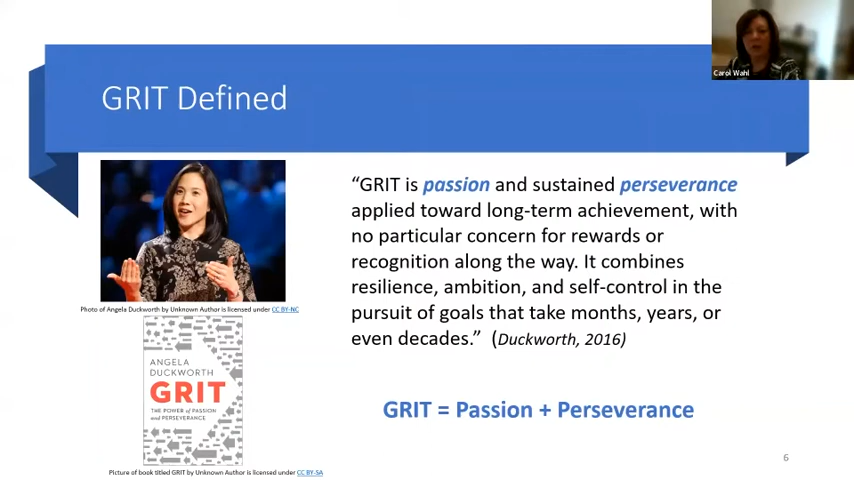 Carol Wahl
GRIT Defined
“GRIT is passion and sustained perseverance
applied toward long-term achievement, with
no particular concern for rewards or
recognition along the way. It combines
resilience, ambition, and self-control in the
pursuit of goals that take months, years, or
even decades.”  (Duckworth, 2016)
GRIT = Passion + Perseverance
Photo of Angela Duckworth by Unknown Author is licensed under CC BY-NC
ANGELA
DUCKWORTH
GRIT
THE POWER of PASSION
and PERSEVERANCE
Picture of book titled GRIT by Unknown Author is licensed under CC BY-SA
6